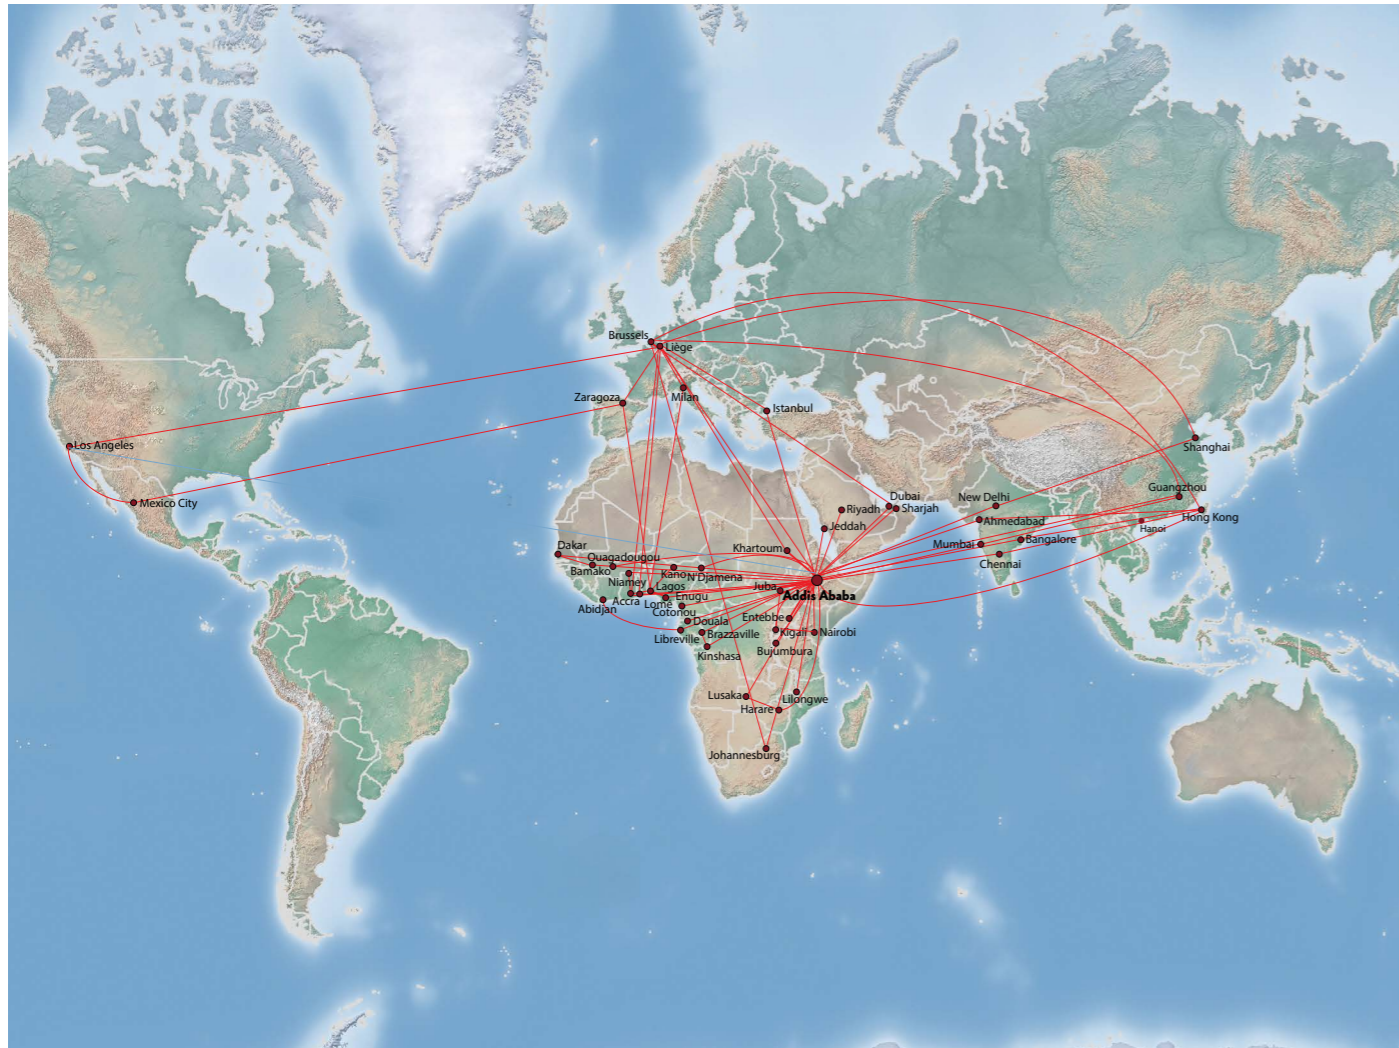 Brussels
Liège
Zaragoza
Milan
Istanbul
Los Angeles
Shanghai
Mexico City
Guangzhou
Hong Kong
Hanoi
New Delhi
Dubai
Sharjah
Riyadh
Ahmedabad
Jeddah
Bangalore
Mumbai
Chennai
Khartoum
Dakar
Ouagadougou
Bamako
Kano
N'Djamena
Niamey
Lagos
Juba
Addis Ababa
Abidjan
Accra
Lomé
Enugu
Cotonou
Douala
Entebbe
Libreville
Brazzaville
Kigali
Nairobi
Kinshasa
Bujumbura
Lusaka
Lilongwe
Harare
Johannesburg